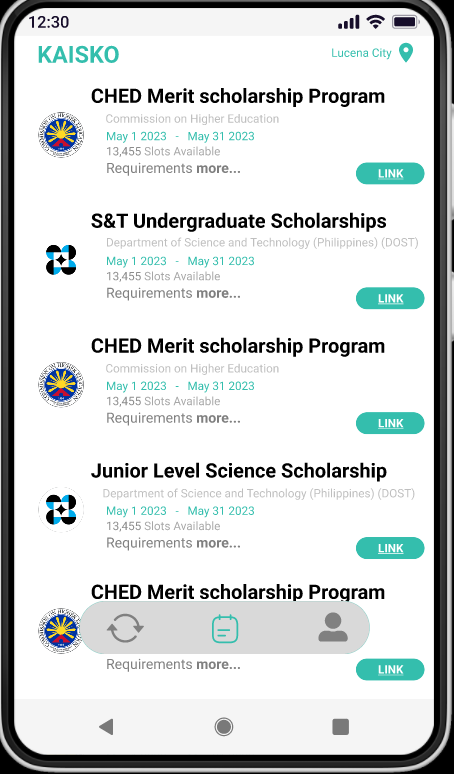 12:30
KAISKO
Lucena City
CHED Merit scholarship Program
Commission on Higher Education
May 1 2023 - May 31 2023
13,455 Slots Available
Requirements more...
LINK
S&T Undergraduate Scholarships
Department of Science and Technology (Philippines) (DOST)
May 1 2023 - May 31 2023
13,455 Slots Available
Requirements more...
LINK
CHED Merit scholarship Program
Commission on Higher Education
May 1 2023 - May 31 2023
13,455 Slots Available
Requirements more...
LINK
Junior Level Science Scholarship
Department of Science and Technology (Philippines) (DOST)
May 1 2023 - May 31 2023
13,455 Slots Available
Requirements more...
LINK
CHED Merit scholarship Program
Requirements more...
LINK